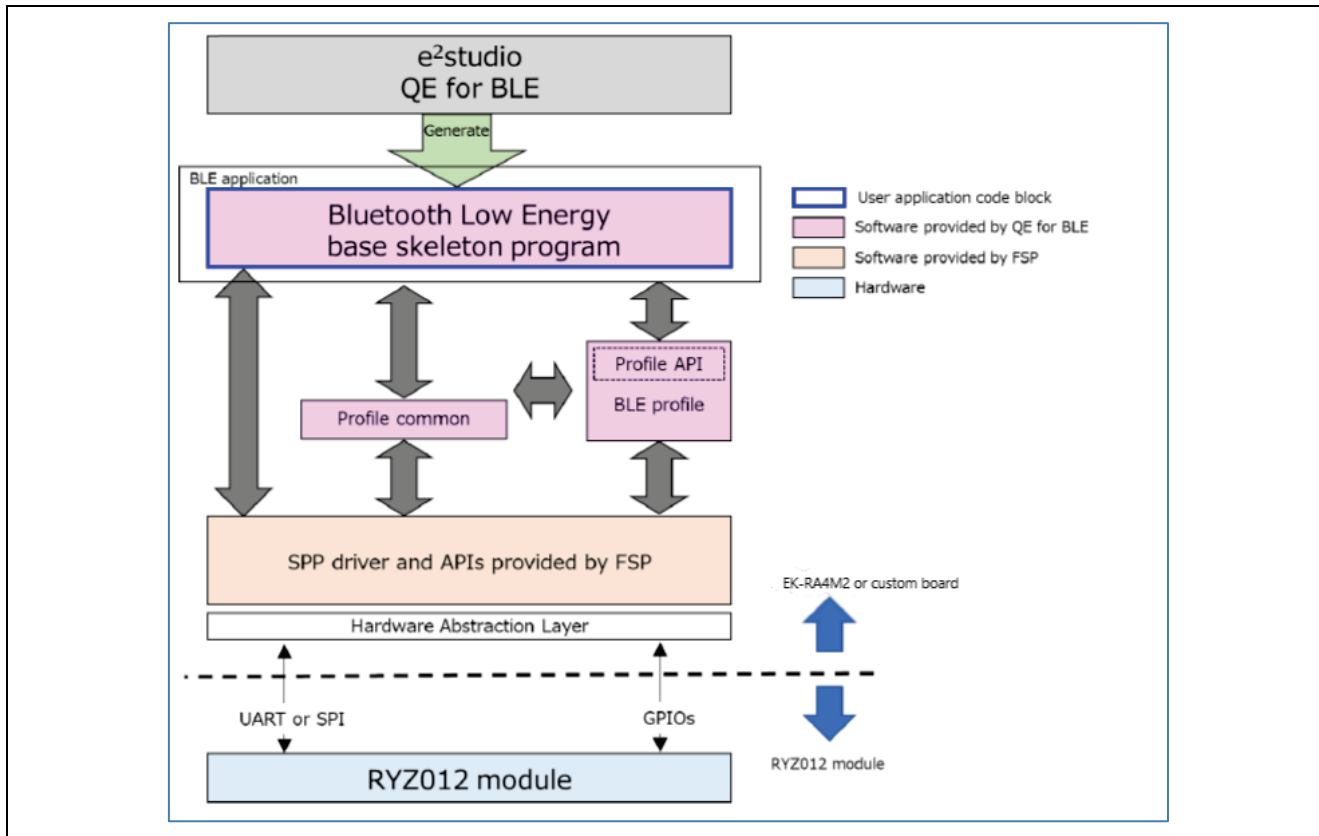 e²studio
QE for BLE
Generate
BLE application
Bluetooth Low Energy
base skeleton program
User application code block
Software provided by QE for BLE
Software provided by FSP
Hardware
Profile API
BLE profile
Profile common
SPP driver and APIs provided by FSP
EK-RA4M2 or custom board
Hardware Abstraction Layer
UART or SPI
GPIOs
RYZ012 module
RYZ012 module